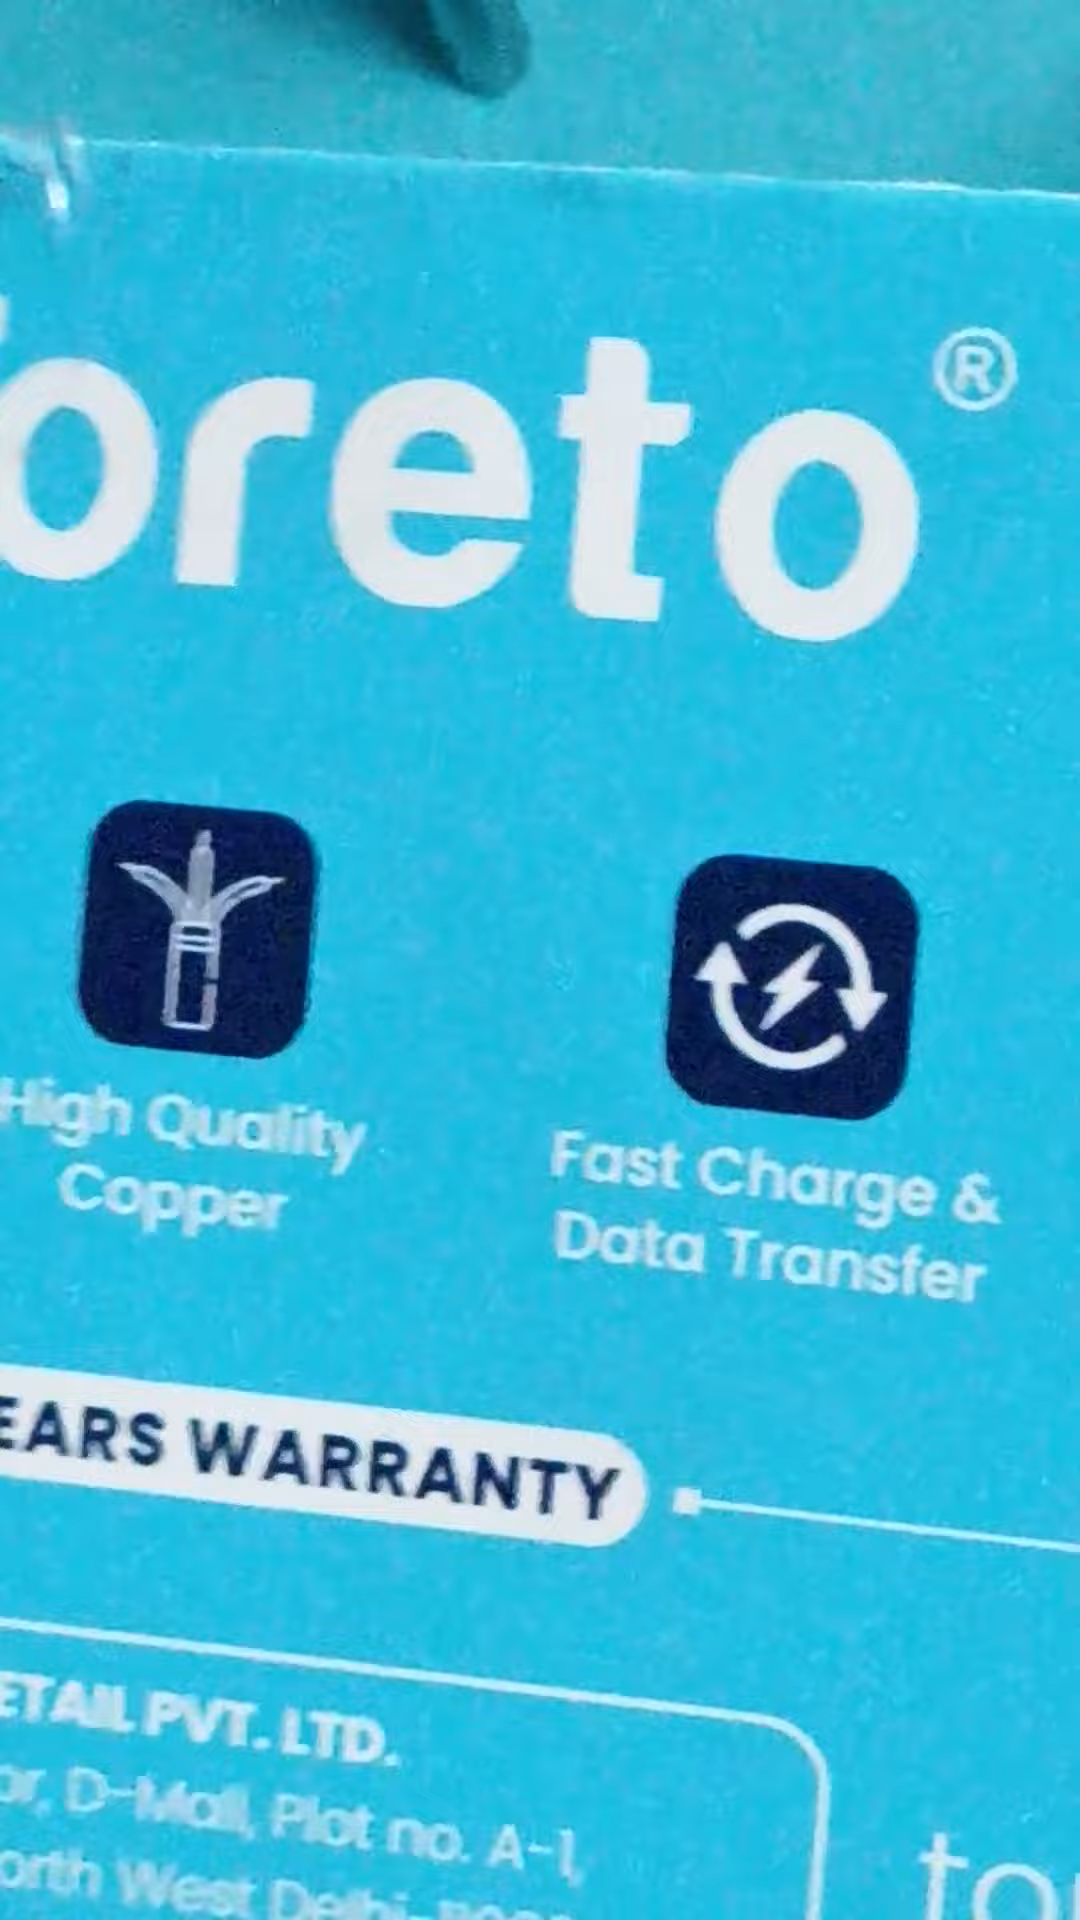 oreto®
High Quality
Copper
Fast Charge &
Data Transfer
EARS WARRANTY
ETAIL PVT. LTD.
ar, D-Mall, Plot no. A-1,
orth West Delhi-
to